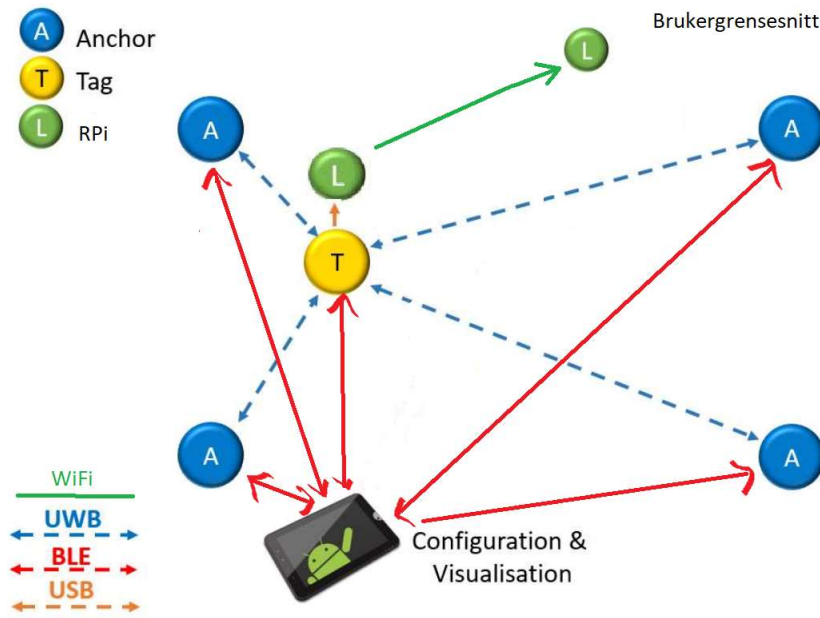 A Anchor
T Tag
L RPi
Brukergrensesnitt
L
A
A
L
T
A
A
WiFi
UWB
BLE
USB
Configuration &
Visualisation